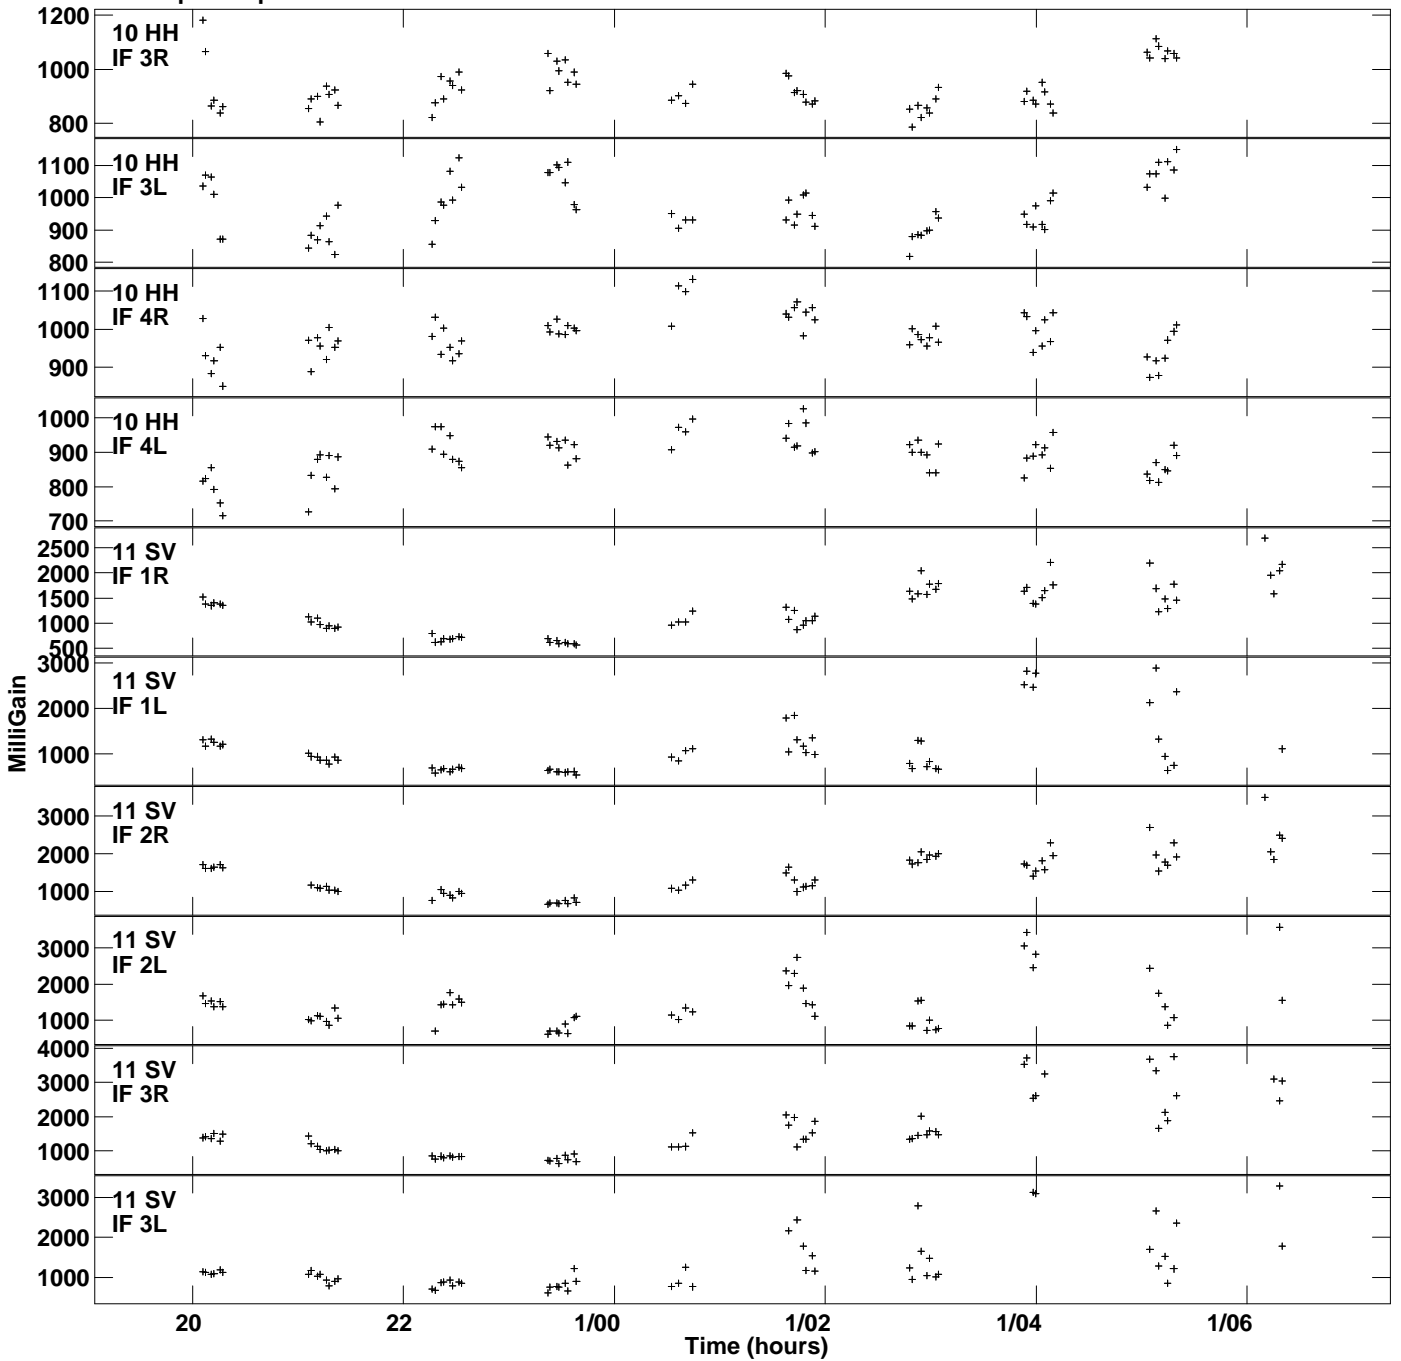 1200
1000
800
10 HH
IF 3R
1100
1000
900
800
10 HH
IF 3L
1100
1000
900
10 HH
IF 4R
1000
900
800
700
10 HH
IF 4L
2500
2000
1500
1000
500
11 SV
IF 1R
3000
2000
1000
11 SV
IF 1L
3000
2000
1000
11 SV
IF 2R
3000
2000
1000
11 SV
IF 2L
4000
3000
2000
1000
11 SV
IF 3R
3000
2000
1000
11 SV
IF 3L
MilliGain
20 22 1/00 1/02 1/04 1/06
Time (hours)